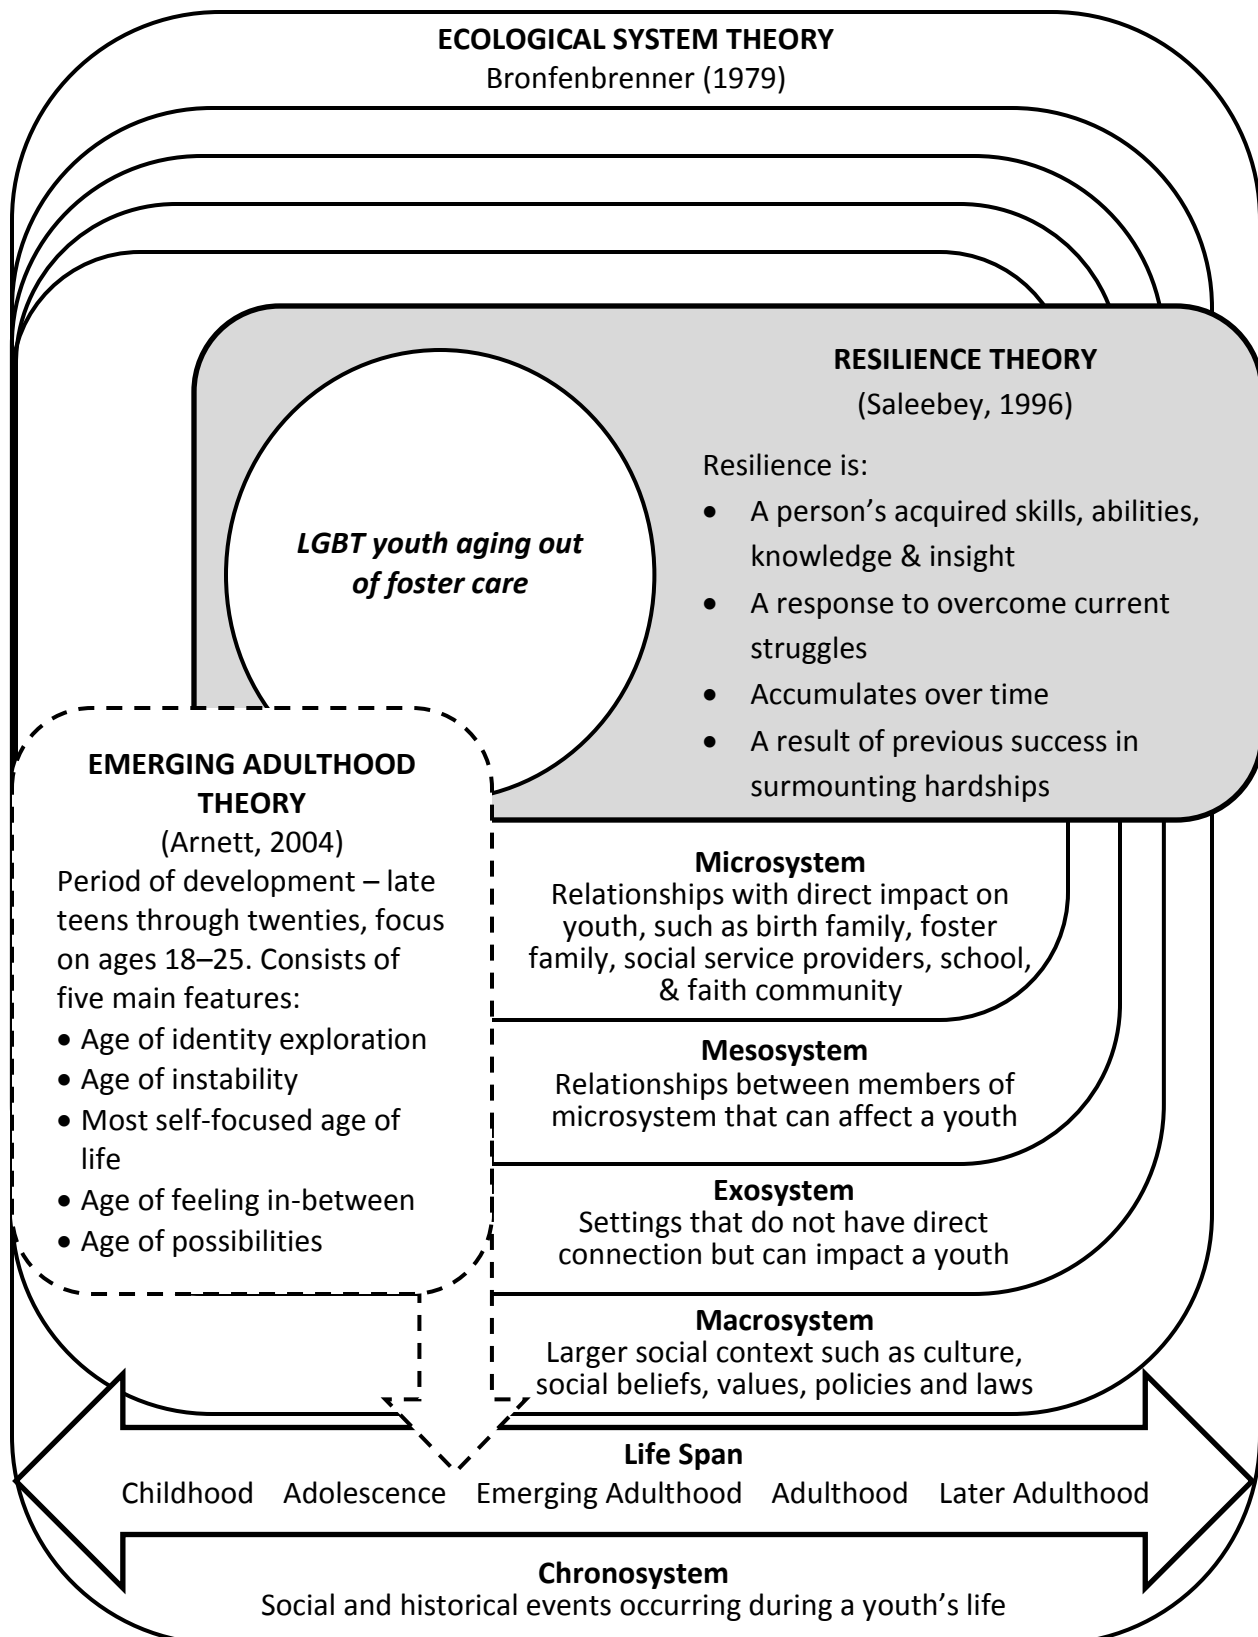 ECOLOGICAL SYSTEM THEORY
Bronfenbrenner (1979)
RESILIENCE THEORY
(Saleebey, 1996)
Resilience is:
• A person’s acquired skills, abilities,
knowledge & insight
• A response to overcome current
struggles
• Accumulates over time
• A result of previous success in
surmounting hardships
LGBT youth aging out
of foster care
EMERGING ADULTHOOD
THEORY
(Arnett, 2004)
Period of development – late
teens through twenties, focus
on ages 18–25. Consists of
five main features:
• Age of identity exploration
• Age of instability
• Most self-focused age of
life
• Age of feeling in-between
• Age of possibilities
Microsystem
Relationships with direct impact on
youth, such as birth family, foster
family, social service providers, school,
& faith community
Mesosystem
Relationships between members of
microsystem that can affect a youth
Exosystem
Settings that do not have direct
connection but can impact a youth
Macrosystem
Larger social context such as culture,
social beliefs, values, policies and laws
Life Span
Childhood Adolescence Emerging Adulthood Adulthood Later Adulthood
Chronosystem
Social and historical events occurring during a youth’s life